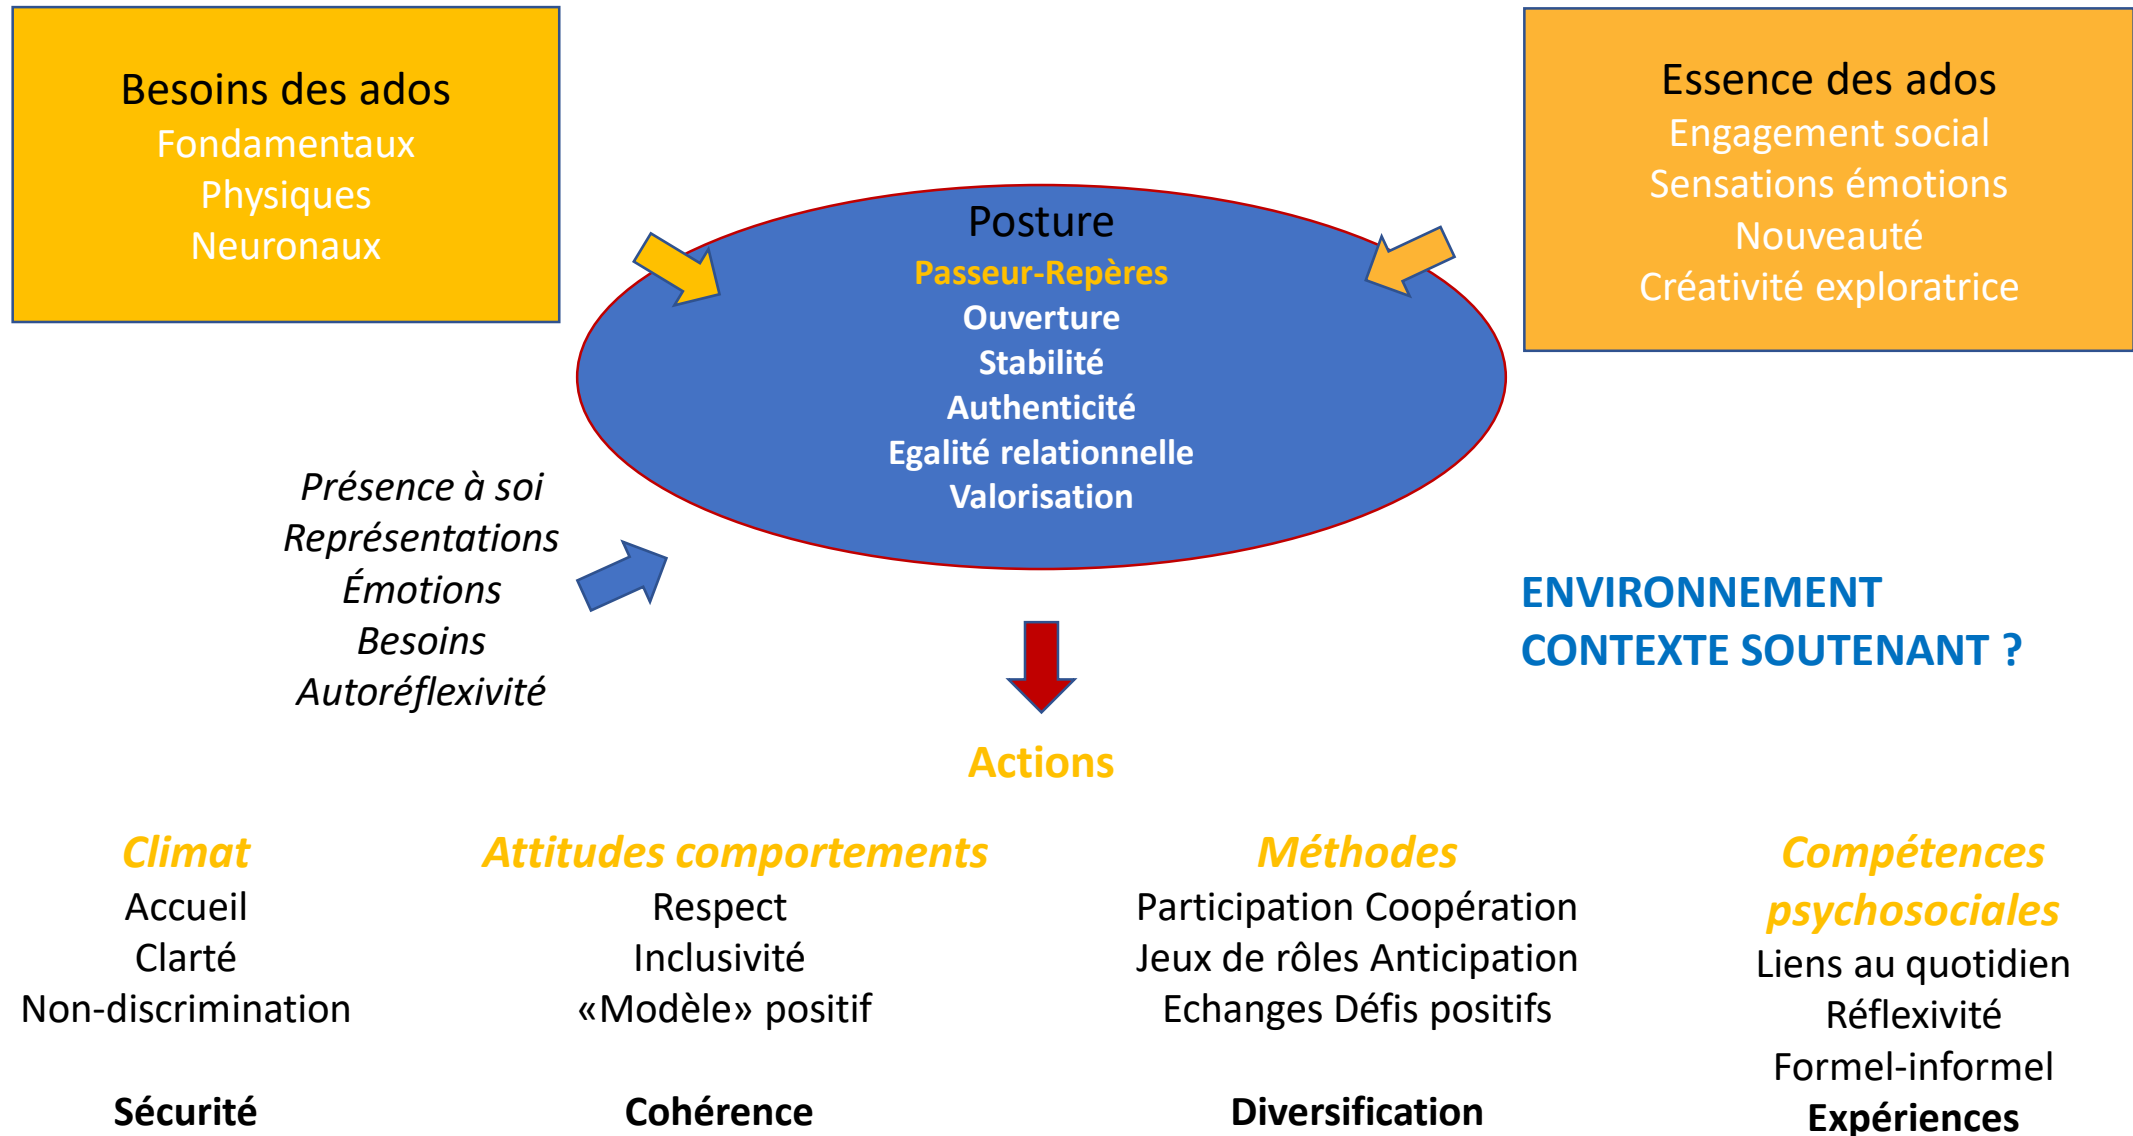 Besoins des ados
Fondamentaux
Physiques
Neuronaux
Essence des ados
Engagement social
Sensations émotions
Nouveauté
Créativité exploratrice
Posture
Passeur-Repères
Ouverture
Stabilité
Authenticité
Egalité relationnelle
Valorisation
Présence à soi
Représentations
Émotions
Besoins
Autoréflexivité
ENVIRONNEMENT
CONTEXTE SOUTENANT ?
Actions
Climat
Accueil
Clarté
Non-discrimination
Sécurité
Attitudes comportements
Respect
Inclusivité
«Modèle» positif
Cohérence
Méthodes
Participation Coopération
Jeux de rôles Anticipation
Echanges Défis positifs
Diversification
Compétences
psychosociales
Liens au quotidien
Réflexivité
Formel-informel
Expériences